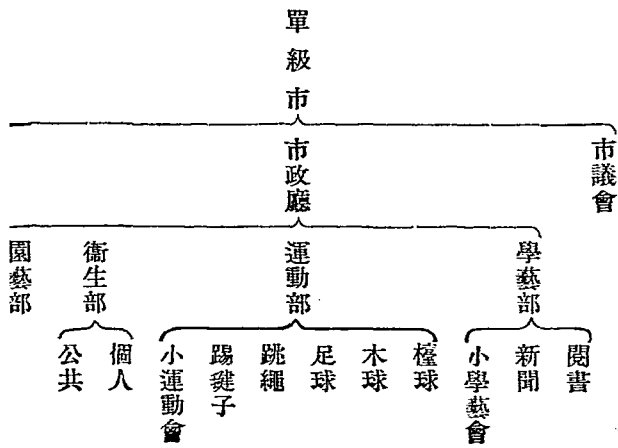 單級市
市議會
市政廳
學藝部
運動部
衞生部
園藝部
閱書
新聞
小學藝會
檯球
木球
足球
跳繩
踢毽子
小運動會
個人
公共